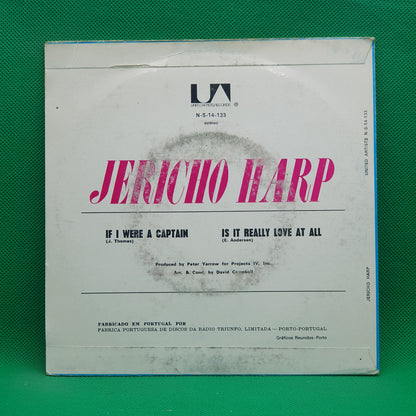 UA
UNITED ARTISTS RECORDS ®
N-S-14-133
estéreo
JERICHO HARP
IF I WERE A CAPTAIN
(J. Thomas)
IS IT REALLY LOVE AT ALL
(E. Andersen)
Produced by Peter Yarrow for Projects IV, Inc.
Arr. & Cond. by David Campbell
FABRICADO EM PORTUGAL POR
FABRICA PORTUGUESA DE DISCOS DA RADIO TRIUNFO, LIMITADA — PORTO-PORTUGAL
Gráficos Reunidos - Porto
UNITED ARTISTS N-S-14-133
JERICHO HARP